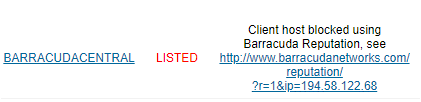 Client host blocked using
Barracuda Reputation, see
BARRACUDACENTRAL LISTED http://www.barracudanetworks.com/
reputation/
?r=1&ip=194.58.122.68